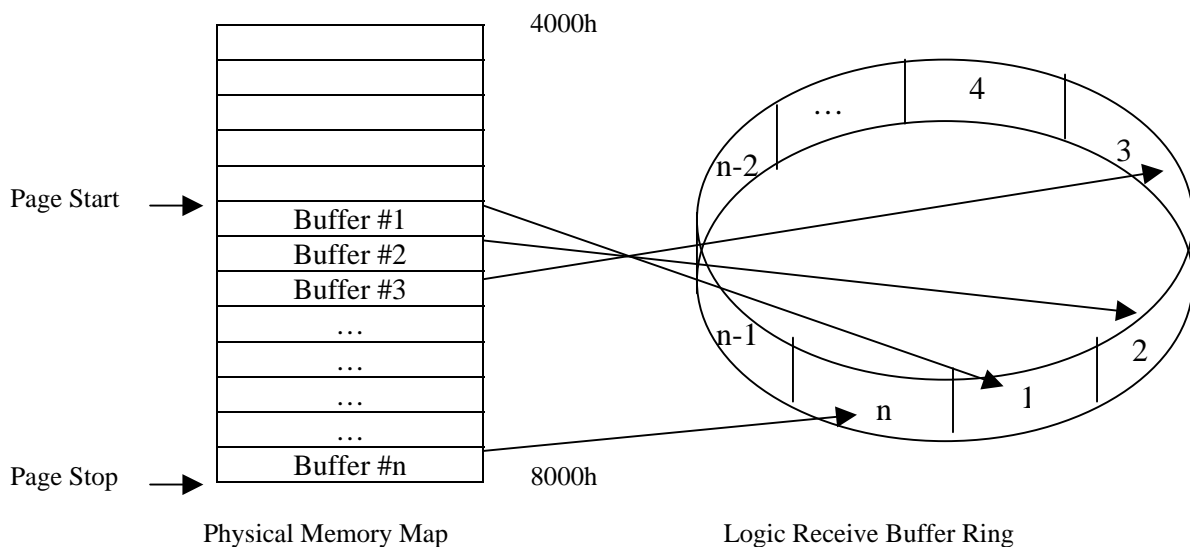 4000h
4
…
3
n-2
Page Start
Buffer #1
Buffer #2
Buffer #3
…
n-1
2
…
…
n
1
…
Page Stop
Buffer #n
8000h
Physical Memory Map
Logic Receive Buffer Ring